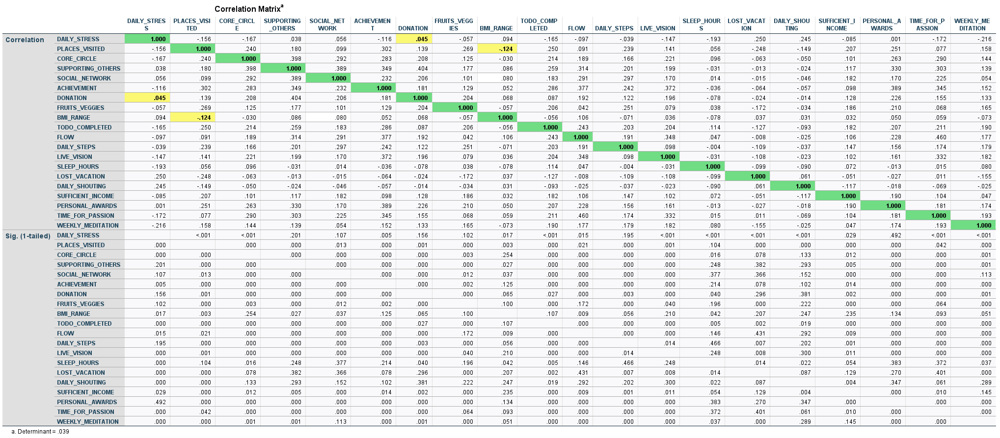 Correlation Matrixa
DAILY_STRESS PLACES_VISITED CORE_CIRCLE SUPPORTING_OTHERS SOCIAL_NETWORK ACHIEVEMENT DONATION FRUITS_VEGGIES BMI_RANGE TODO_COMPLETED FLOW DAILY_STEPS LIVE_VISION SLEEP_HOURS LOST_VACATION DAILY_SHOUTING SUFFICIENT_INCOME PERSONAL_AWARDS TIME_FOR_PASSION WEEKLY_MEDITATION
Correlation DAILY_STRESS 1.000 -.156 -.167 .038 .056 -.116 .045 -.057 .094 -.165 -.097 -.039 -.147 -.193 .250 .245 -.085 .001 -.172 -.216
PLACES_VISITED -.156 1.000 .240 .180 .099 .302 .139 .269 -.124 .250 .091 .239 .141 .056 -.248 -.149 .207 .251 .077 .158
CORE_CIRCLE -.167 .240 1.000 .398 .292 .283 .208 .125 -.030 .214 .189 .166 .221 .096 -.063 -.050 .101 .263 .290 .144
SUPPORTING_OTHERS .038 .180 .398 1.000 .389 .349 .404 .177 .086 .259 .314 .201 .199 -.031 -.013 -.024 .117 .330 .303 .139
SOCIAL_NETWORK .056 .099 .292 .389 1.000 .232 .206 .101 .080 .183 .291 .297 .170 .014 -.015 -.046 .182 .170 .225 .054
ACHIEVEMENT -.116 .302 .283 .349 .232 1.000 .181 .129 .052 .286 .377 .242 .372 -.036 -.064 -.057 .098 .389 .345 .152
DONATION .045 .139 .208 .404 .206 .181 1.000 .204 .068 .087 .192 .122 .196 -.078 -.024 -.014 .128 .226 .155 .133
FRUITS_VEGGIES -.057 .269 .125 .177 .101 .129 .204 1.000 -.057 .206 .042 .251 .079 .038 -.172 -.034 .186 .210 .068 .165
BMI_RANGE .094 -.124 -.030 .086 .080 .052 .068 -.057 1.000 -.056 .106 -.071 .036 -.078 .037 .031 .032 .050 .059 -.073
TODO_COMPLETED -.165 .250 .214 .259 .183 .286 .087 .206 -.056 1.000 .243 .203 .204 .114 -.127 -.093 .182 .207 .211 .190
FLOW -.097 .091 .189 .314 .291 .377 .192 .042 .106 .243 1.000 .191 .348 .047 -.008 -.025 .106 .228 .460 .177
DAILY_STEPS -.039 .239 .166 .201 .297 .242 .122 .251 -.071 .203 .191 1.000 .098 -.004 -.109 -.037 .147 .156 .174 .179
LIVE_VISION -.147 .141 .221 .199 .170 .372 .196 .079 .036 .204 .348 .098 1.000 -.031 -.108 -.023 .102 .161 .332 .182
SLEEP_HOURS -.193 .056 .096 -.031 .014 -.036 -.078 .038 -.078 .114 .047 -.004 -.031 1.000 -.099 -.090 .072 -.013 .015 .080
LOST_VACATION .250 -.248 -.063 -.013 -.015 -.064 -.024 -.172 .037 -.127 -.008 -.109 -.108 -.099 1.000 .061 -.051 -.027 .011 -.155
DAILY_SHOUTING .245 -.149 -.050 -.024 -.046 -.057 -.014 -.034 .031 -.093 -.025 -.037 -.023 -.090 .061 1.000 -.117 -.018 -.069 -.025
SUFFICIENT_INCOME -.085 .207 .101 .117 .182 .098 .128 .186 .032 .182 .106 .147 .102 .072 -.051 -.117 1.000 .190 .104 .047
PERSONAL_AWARDS .001 .251 .263 .330 .170 .389 .226 .210 .050 .207 .228 .156 .161 -.013 -.027 -.018 .190 1.000 .181 .174
TIME_FOR_PASSION -.172 .077 .290 .303 .225 .345 .155 .068 .059 .211 .460 .174 .332 .015 .011 -.069 .104 .181 1.000 .193
WEEKLY_MEDITATION -.216 .158 .144 .139 .054 .152 .133 .165 -.073 .190 .177 .179 .182 .080 -.155 -.025 .047 .174 .193 1.000
Sig. (1-tailed) DAILY_STRESS <.001 <.001 .201 .107 .005 .156 .102 .017 <.001 .015 .195 <.001 <.001 <.001 <.001 .029 .492 <.001 <.001
PLACES_VISITED .000 .000 .000 .013 .000 .001 .000 .003 .000 .021 .000 .001 .104 .000 .000 .000 .000 .042 .000
CORE_CIRCLE .000 .000 .000 .000 .000 .000 .003 .254 .000 .000 .000 .000 .016 .078 .133 .012 .000 .000 .001
SUPPORTING_OTHERS .201 .000 .000 .000 .000 .000 .000 .027 .000 .000 .000 .000 .248 .382 .293 .005 .000 .000 .001
SOCIAL_NETWORK .107 .013 .000 .000 .000 .000 .012 .037 .000 .000 .000 .000 .377 .366 .152 .000 .000 .000 .113
ACHIEVEMENT .005 .000 .000 .000 .000 .000 .002 .125 .000 .000 .000 .000 .214 .078 .102 .014 .000 .000 .000
DONATION .156 .001 .000 .000 .000 .000 .000 .065 .027 .000 .003 .000 .040 .296 .381 .002 .000 .000 .001
FRUITS_VEGGIES .102 .000 .003 .000 .012 .002 .000 .100 .000 .172 .000 .040 .196 .000 .222 .000 .000 .064 .000
BMI_RANGE .017 .003 .254 .027 .037 .125 .065 .100 .107 .009 .056 .210 .042 .207 .247 .235 .134 .093 .051
TODO_COMPLETED .000 .000 .000 .000 .000 .000 .027 .000 .107 .000 .000 .000 .005 .002 .019 .000 .000 .000 .000
FLOW .015 .021 .000 .000 .000 .000 .000 .172 .009 .000 .000 .000 .146 .431 .292 .009 .000 .000 .000
DAILY_STEPS .195 .000 .000 .000 .000 .000 .003 .000 .056 .000 .000 .014 .466 .007 .202 .001 .000 .000 .000
LIVE_VISION .000 .001 .000 .000 .000 .000 .000 .040 .210 .000 .000 .014 .248 .008 .300 .011 .000 .000 .000
SLEEP_HOURS .000 .104 .016 .248 .377 .214 .040 .196 .042 .005 .146 .466 .248 .014 .022 .054 .383 .372 .037
LOST_VACATION .000 .000 .078 .382 .366 .078 .296 .000 .207 .002 .431 .007 .008 .014 .087 .129 .270 .401 .000
DAILY_SHOUTING .000 .000 .133 .293 .152 .102 .381 .222 .247 .019 .292 .202 .300 .022 .087 .004 .347 .061 .289
SUFFICIENT_INCOME .029 .000 .012 .005 .000 .014 .002 .000 .235 .000 .009 .001 .011 .054 .129 .004 .000 .010 .145
PERSONAL_AWARDS .492 .000 .000 .000 .000 .000 .000 .000 .134 .000 .000 .000 .000 .383 .270 .347 .000 .000 .000
TIME_FOR_PASSION .000 .042 .000 .000 .000 .000 .000 .064 .093 .000 .000 .000 .000 .372 .401 .061 .010 .000 .000
WEEKLY_MEDITATION .000 .000 .001 .001 .113 .000 .001 .000 .051 .000 .000 .000 .000 .037 .000 .289 .145 .000 .000
a. Determinant = .039